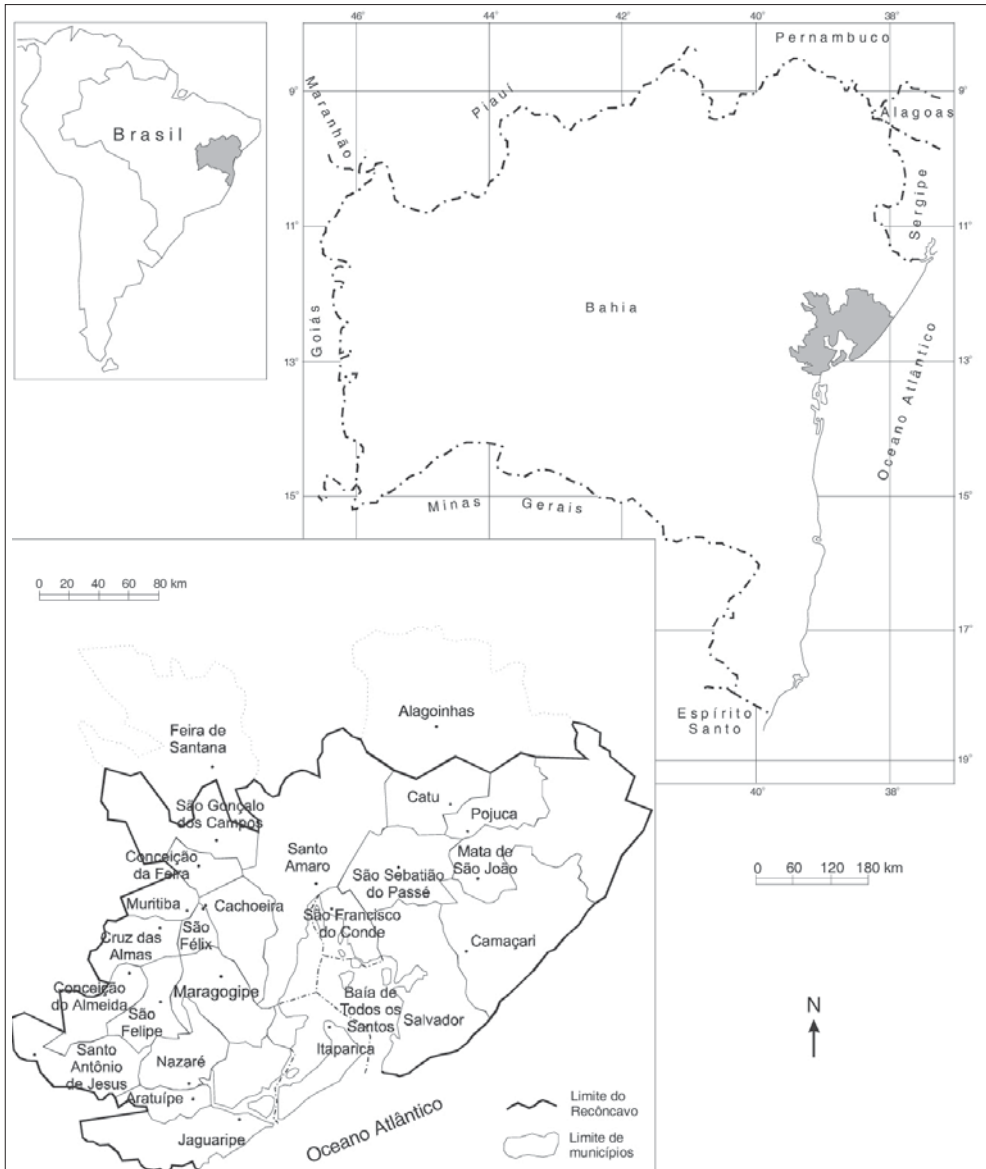 Brasil
46°
44°
42°
40°
38°
Pernambuco
Maranhão
Piauí
9°
9°
Alagoas
Sergipe
11°
11°
Goiás
Bahia
13°
13°
Oceano Atlântico
15°
15°
Minas Gerais
17°
17°
Espírito
Santo
19°
19°
40°
38°
0 60 120 180 km
N
0 20 40 60 80 km
Feira de
Santana
Alagoinhas
São Gonçalo
dos Campos
Catu
Pojuca
Conceição
da Feira
Santo
Amaro
Mata de
São João
São Sebatião
do Passé
Muritiba
Cachoeira
São
Félix
São Francisco
do Conde
Cruz das
Almas
Camaçari
Conceição
do Almeida
Maragogipe
São
Felipe
Baía de
Todos os
Santos
Salvador
Itaparica
Santo
Antônio
de Jesus
Nazaré
Aratuípe
Jaguaripe
Oceano Atlântico
Limite do
Recôncavo
Limite de
municípios